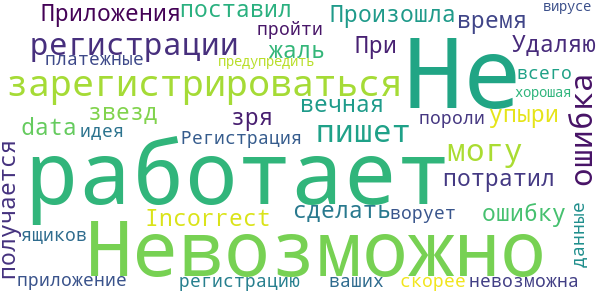 Приложения
поставил
Произошла
вирусе
время
пройти
регистрации
жаль
При
Удаляю
платежные
предупредить
Не
всего
зарегистрироваться
хорошая
ошибка
вечная
звезд
зря
упыри
пороли
data
идея
Регистрация
пишет
работает
могу
получается
потратил
Incorrect
сделать
ворует
ошибку
данные
ящиков
Невозможно
приложение
регистрацию
ваших
скорее
невозможна